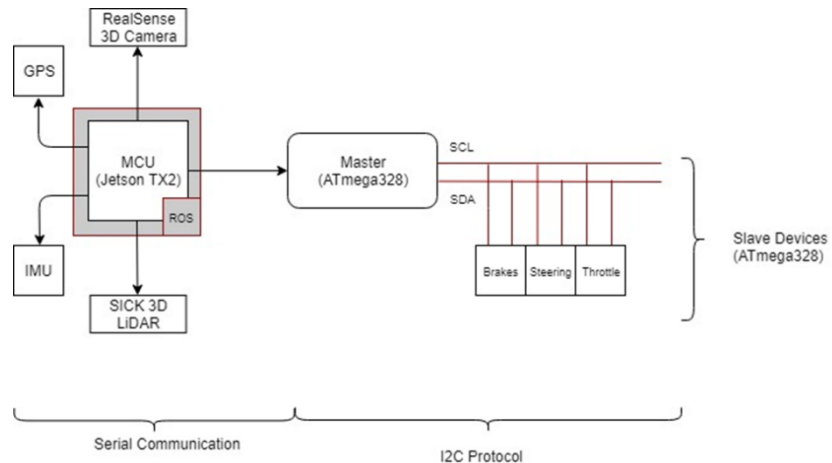 RealSense
3D Camera
GPS
MCU
(Jetson TX2)
ROS
IMU
SICK 3D
LiDAR
Master
(ATmega328)
SCL
SDA
Brakes
Steering
Throttle
Slave Devices
(ATmega328)
Serial Communication
I2C Protocol